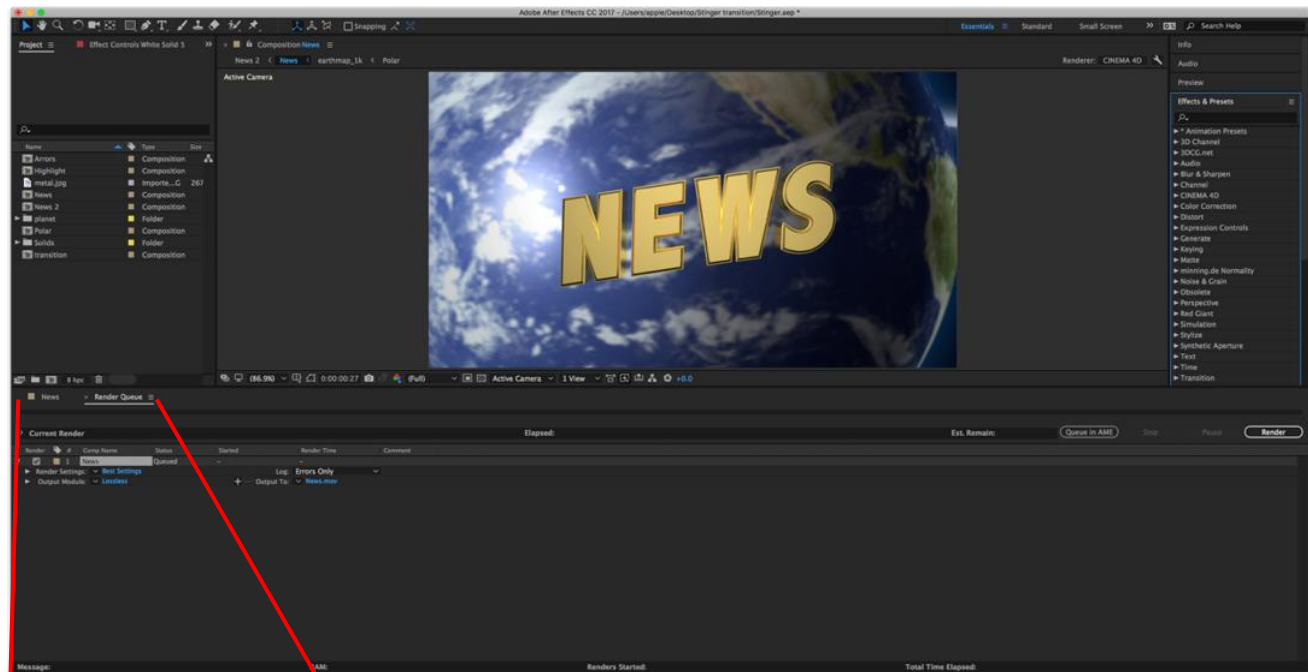 Adobe After Effects CC 2017 - /Users/apple/Desktop/Stinger transition/Stinger.aep *
Snapping
Essentials
Standard
Small Screen
Search Help
Project
Effect Controls White Solid 1
Composition News
News 2 News earthmap_1k Polar
Renderer: CINEMA 4D
Active Camera
Name Type Size
Arrors Composition
Highlight Composition
metal.jpg Importe...G 267
News Composition
News 2 Composition
planet Folder
Polar Composition
Solids Folder
transition Composition
8 bpc
NEWS
(66.9%) 0:00:00:27 (Full) Active Camera 1 View +0.0
Info
Audio
Preview
Effects & Presets
* Animation Presets
3D Channel
3DCG.net
Audio
Blur & Sharpen
Channel
CINEMA 4D
Color Correction
Distort
Expression Controls
Generate
Keying
Matte
minning.de Normality
Noise & Grain
Obsolete
Perspective
Red Giant
Simulation
Stylize
Synthetic Aperture
Text
Time
Transition
News
Render Queue
Current Render Elapsed: Est. Remain: Queue in AME Stop Pause Render
Render # Comp Name Status Started Render Time Comment
1 News Queued - -
Render Settings: Best Settings Log: Errors Only
Output Module: Lossless + - Output To: News.mov
Message: RAM: Renders Started: Total Time Elapsed: